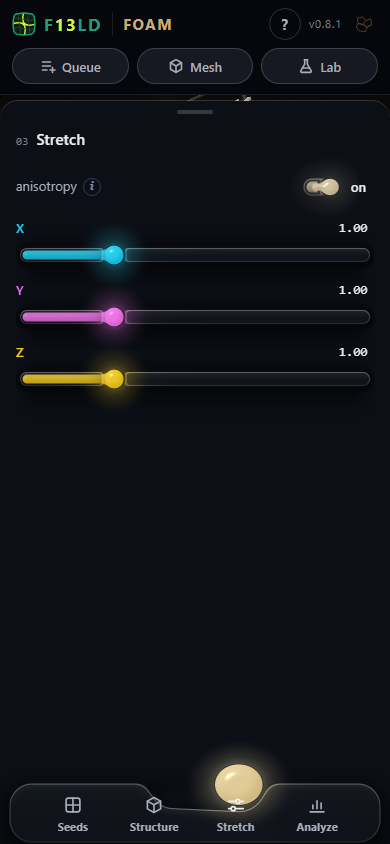 F13LD FOAM ? v0.8.1
Queue Mesh Lab
03 Stretch
anisotropy i on
X 1.00
Y 1.00
Z 1.00
Seeds Structure Stretch Analyze